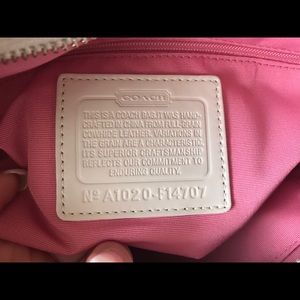 COACH
THIS IS A COACH BAG.IT WAS HAND-
CRAFTED IN CHINA FROM FULL-GRAIN
COWHIDE LEATHER. VARIATIONS IN
THE GRAIN ARE A CHARACTERISTIC.
ITS SUPERIOR CRAFTSMANSHIP
REFLECTS OUR COMMITMENT TO
ENDURING QUALITY.
Nº A1020-F14707